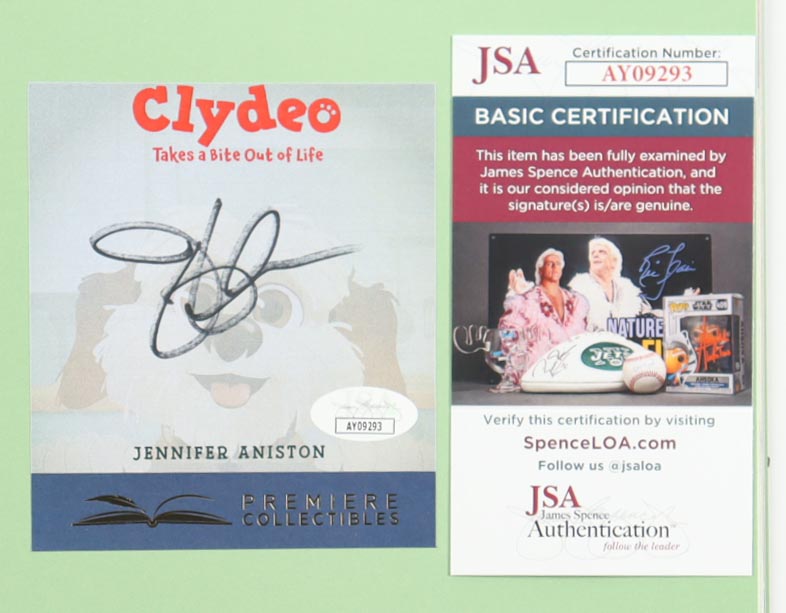 Clydeo
Takes a Bite Out of Life
AY09293
JENNIFER ANISTON
PREMIERE
COLLECTIBLES
JSA
Certification Number:
AY09293
BASIC CERTIFICATION
This item has been fully examined by
James Spence Authentication, and
it is our considered opinion that the
signature(s) is/are genuine.
NATURE
JETS
AHSOKA
Verify this certification by visiting
SpenceLOA.com
Follow us @jsaloa
JSA
James Spence
Authentication™
follow the leader